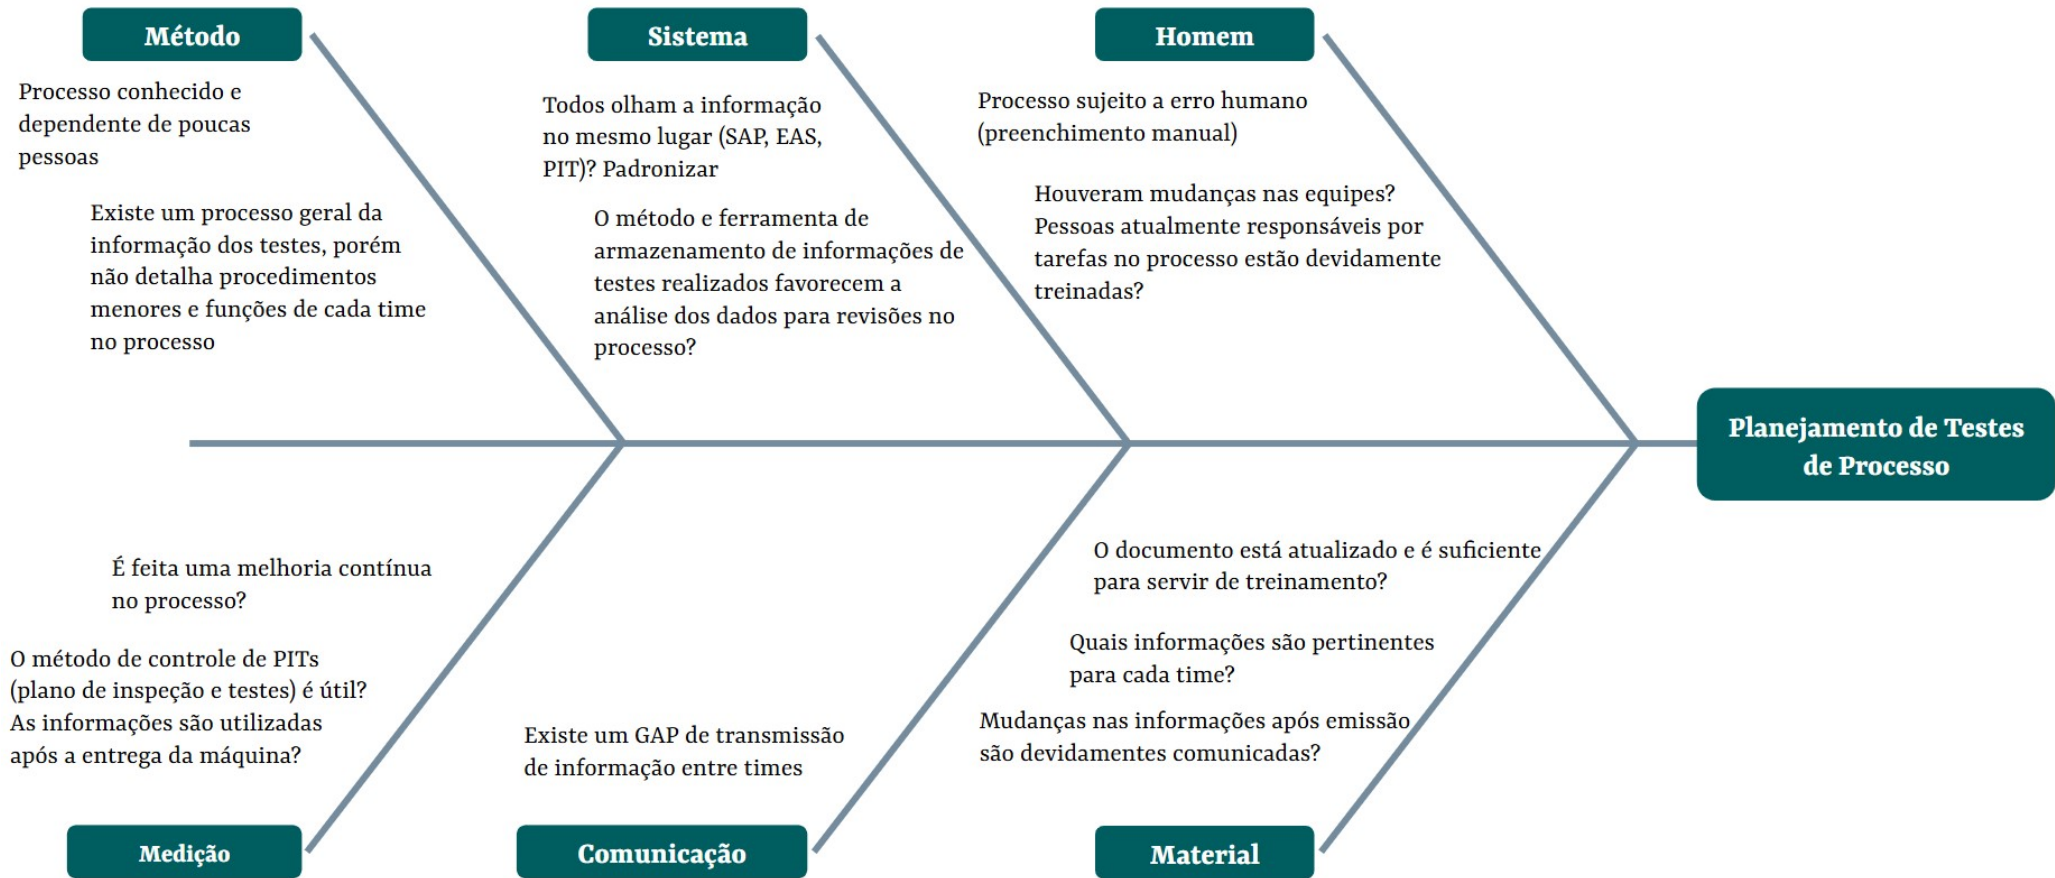 Método
Processo conhecido e
dependente de poucas
pessoas
Existe um processo geral da
informação dos testes, porém
não detalha procedimentos
menores e funções de cada time
no processo
Sistema
Todos olham a informação
no mesmo lugar (SAP, EAS,
PIT)? Padronizar
O método e ferramenta de
armazenamento de informações de
testes realizados favorecem a
análise dos dados para revisões no
processo?
Homem
Processo sujeito a erro humano
(preenchimento manual)
Houveram mudanças nas equipes?
Pessoas atualmente responsáveis por
tarefas no processo estão devidamente
treinadas?
Planejamento de Testes
de Processo
É feita uma melhoria contínua
no processo?
O método de controle de PITs
(plano de inspeção e testes) é útil?
As informações são utilizadas
após a entrega da máquina?
Medição
Existe um GAP de transmissão
de informação entre times
Comunicação
O documento está atualizado e é suficiente
para servir de treinamento?
Quais informações são pertinentes
para cada time?
Mudanças nas informações após emissão
são devidamentes comunicadas?
Material